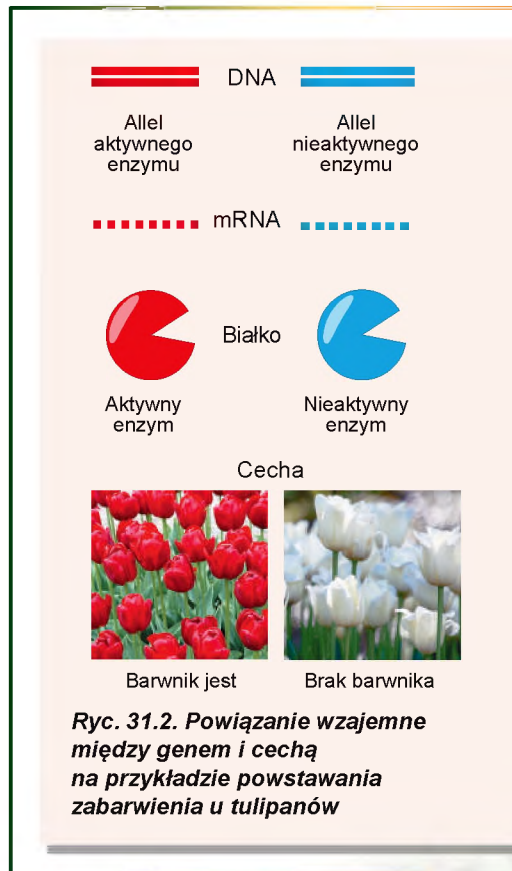 DNA
Allel
aktywnego
enzymu
Allel
nieaktywnego
enzymu
mRNA
Białko
Aktywny
enzym
Nieaktywny
enzym
Cecha
Barwnik jest
Brak barwnika
Ryc. 31.2. Powiązanie wzajemne
między genem i cechą
na przykładzie powstawania
zabarwienia u tulipanów